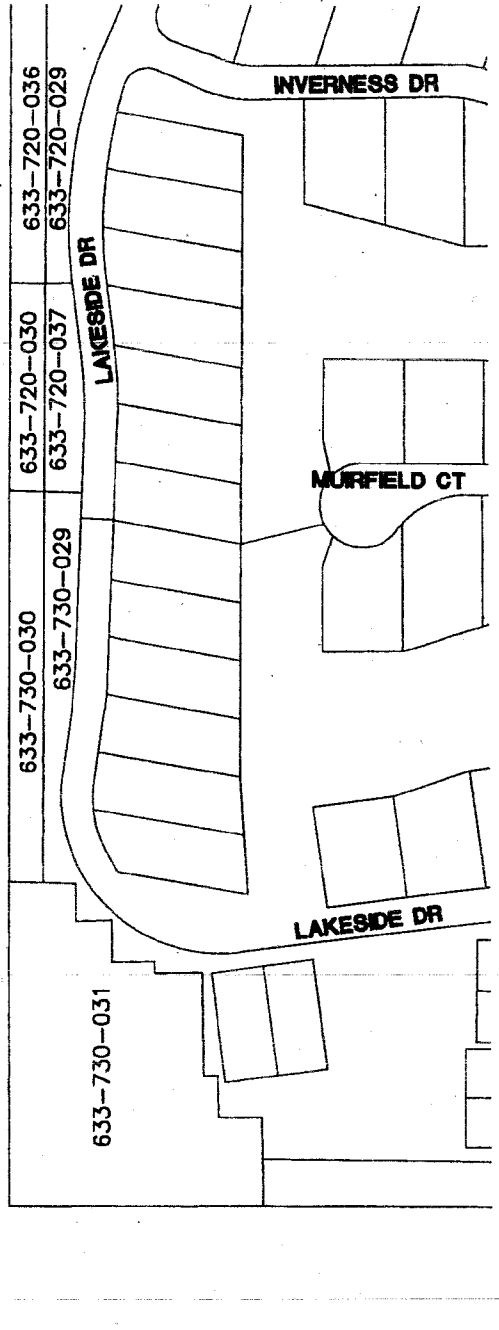 633-720-036
633-720-029
INVERNESS DR
LAKESIDE DR
633-720-030
633-720-037
MUIRFIELD CT
633-730-030
633-730-029
LAKESIDE DR
633-730-031